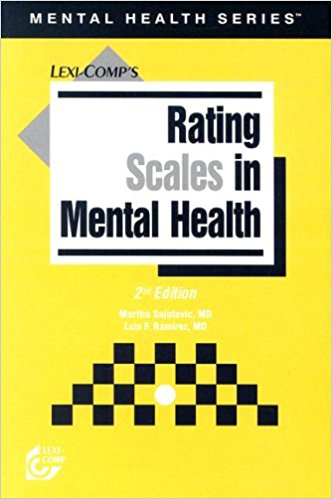 MENTAL HEALTH SERIES™
LEXI-COMP'S
Rating
Scales in
Mental Health
2nd Edition
Martha Sajatovic, MD
Luis F. Ramirez, MD
LEXI-
COMP